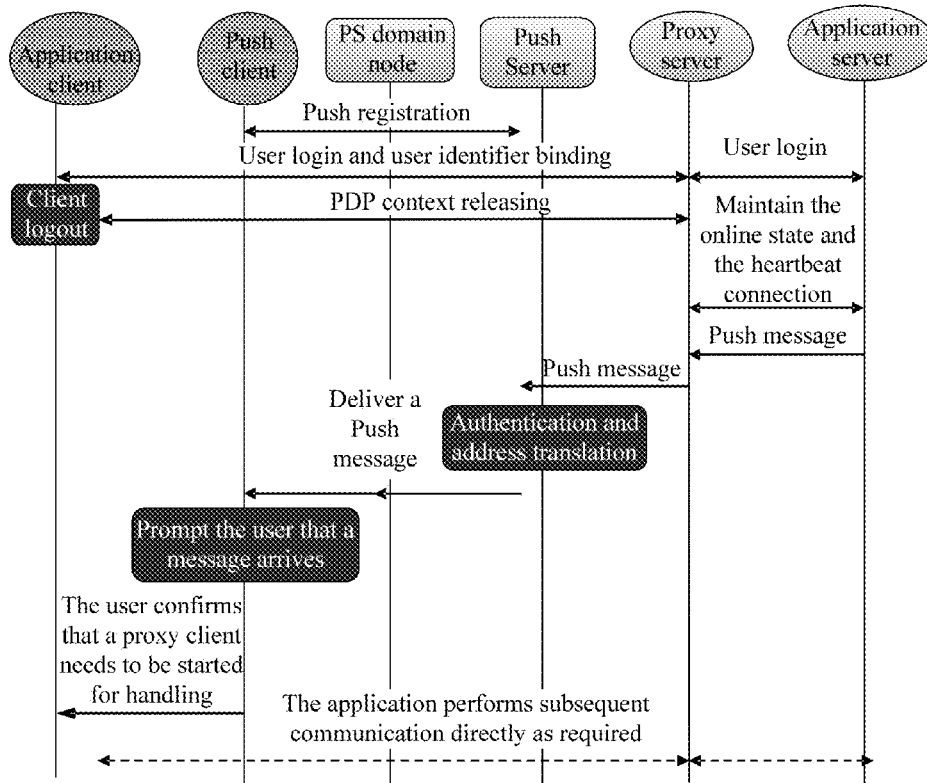 Application
client
Push
client
PS domain
node
Push
Server
Proxy
server
Application
server
Push registration
User login and user identifier binding
User login
Client
logout
PDP context releasing
Maintain the
online state and
the heartbeat
connection
Push message
Push message
Deliver a
Push
message
Authentication and
address translation
Prompt the user that a
message arrives
The user confirms
that a proxy client
needs to be started
for handling
The application performs subsequent
communication directly as required